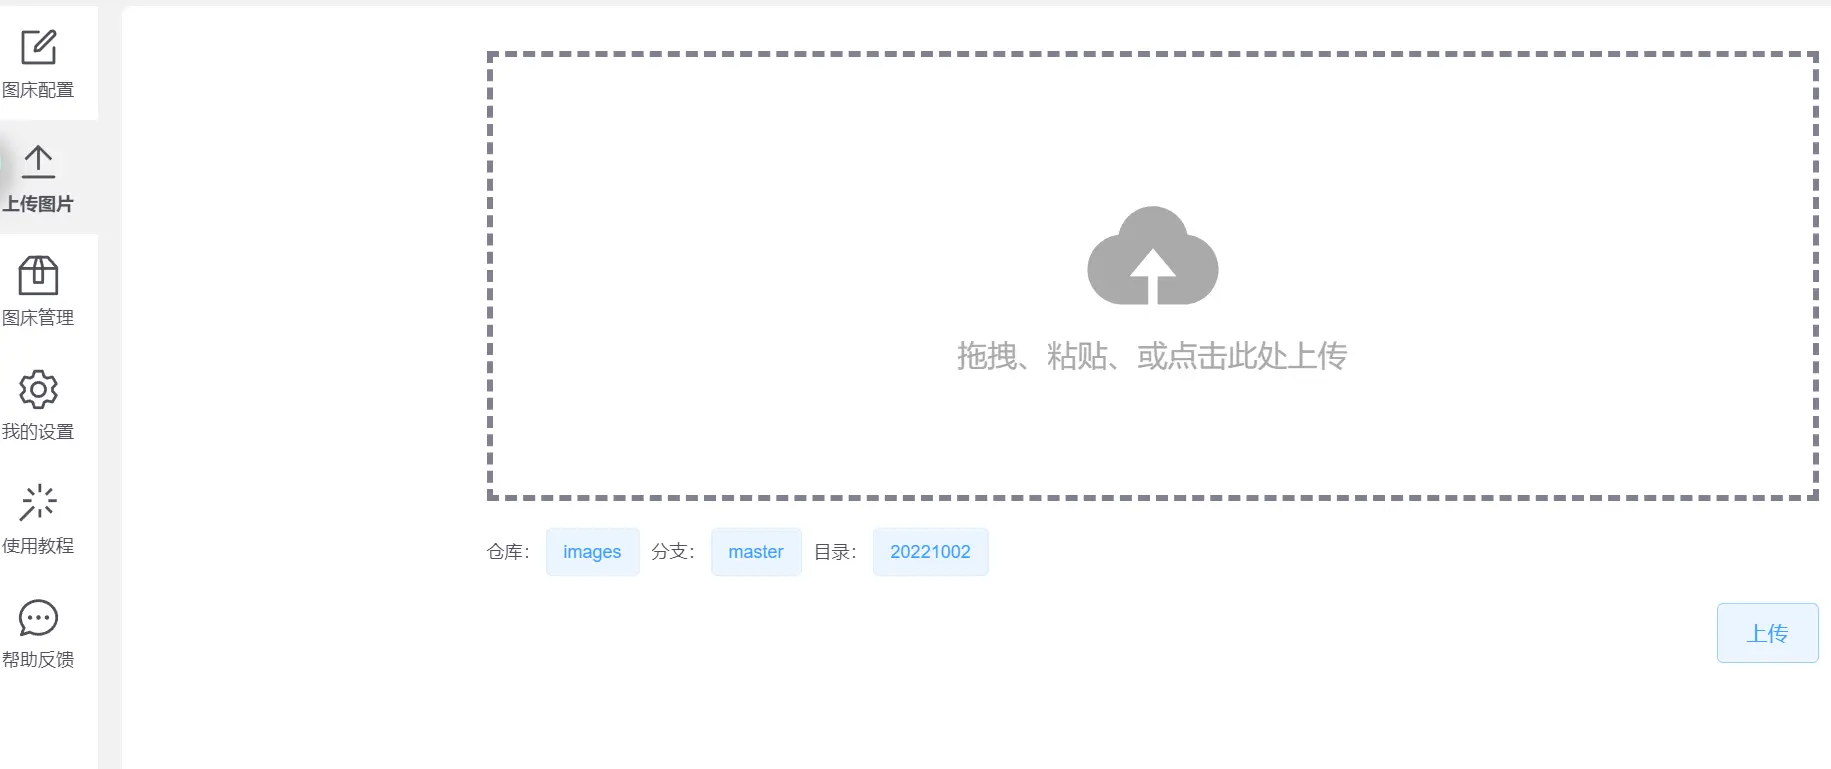 图床配置
上传图片
图床管理
我的设置
使用教程
帮助反馈
拖拽、粘贴、或点击此处上传
仓库： images 分支： master 目录： 20221002
上传